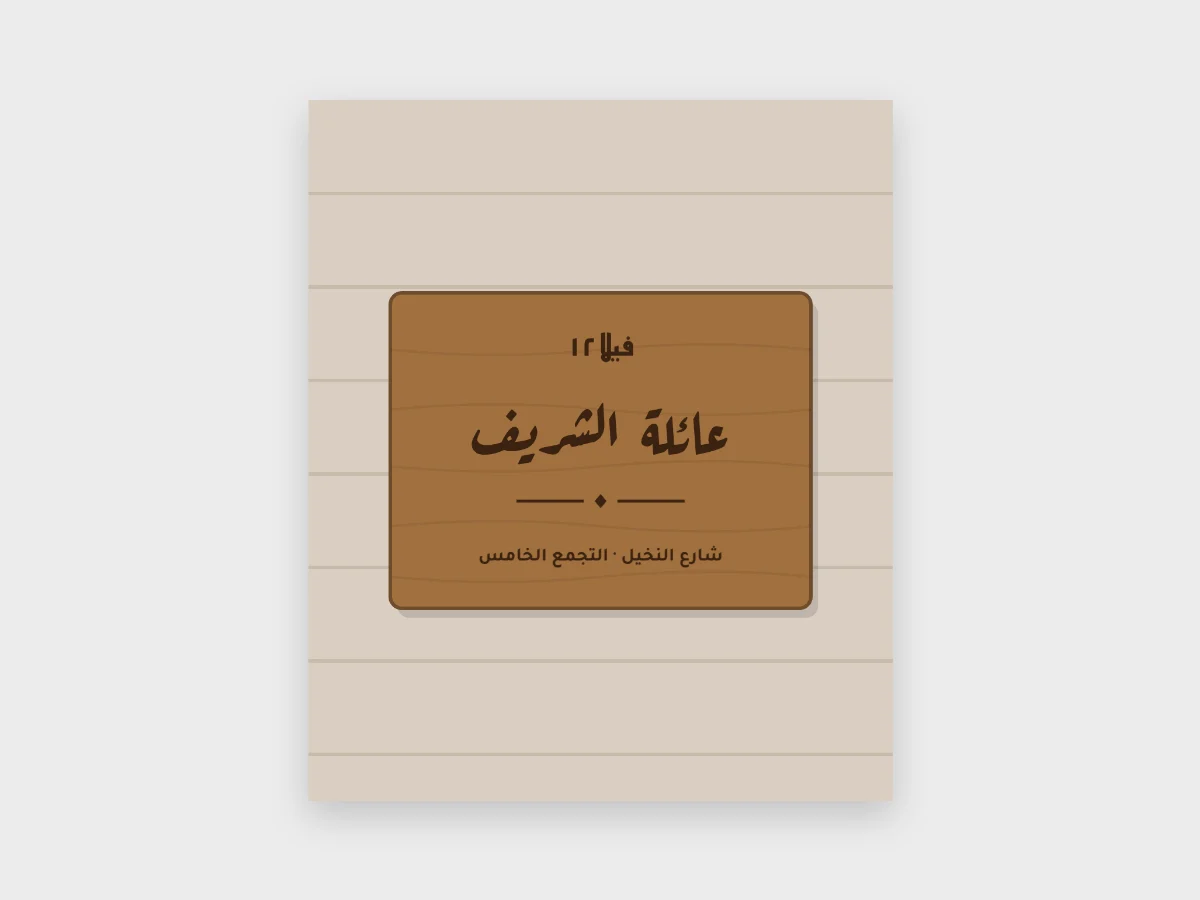 فيلا ١٢
عائلة الشريف
شارع النخيل · التجمع الخامس